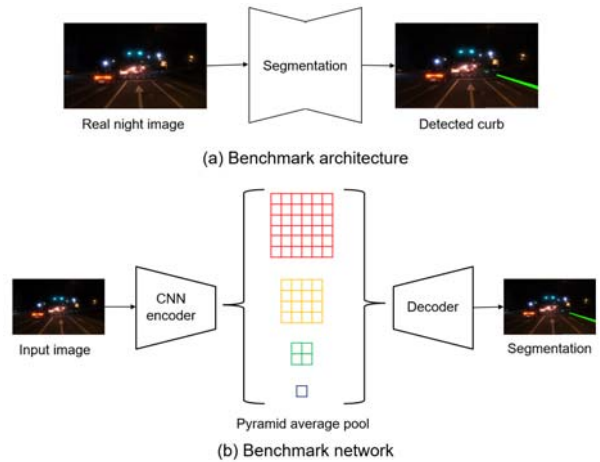 Segmentation
Real night image
Detected curb
(a) Benchmark architecture
CNN
encoder
Decoder
Input image
Segmentation
Pyramid average pool
(b) Benchmark network